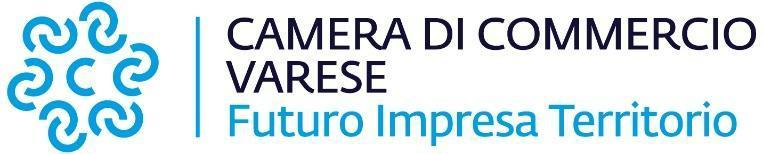 CAMERA DI COMMERCIO
VARESE
Futuro Impresa Territorio